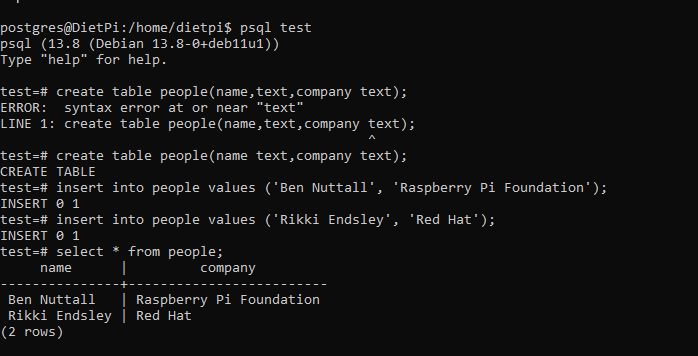 postgres@DietPi:/home/dietpi$ psql test
psql (13.8 (Debian 13.8-0+deb11u1))
Type "help" for help.

test=# create table people(name,text,company text);
ERROR:  syntax error at or near "text"
LINE 1: create table people(name,text,company text);
                                              ^
test=# create table people(name text,company text);
CREATE TABLE
test=# insert into people values ('Ben Nuttall', 'Raspberry Pi Foundation');
INSERT 0 1
test=# insert into people values ('Rikki Endsley', 'Red Hat');
INSERT 0 1
test=# select * from people;
     name      |         company
---------------+-------------------------
 Ben Nuttall   | Raspberry Pi Foundation
 Rikki Endsley | Red Hat
(2 rows)